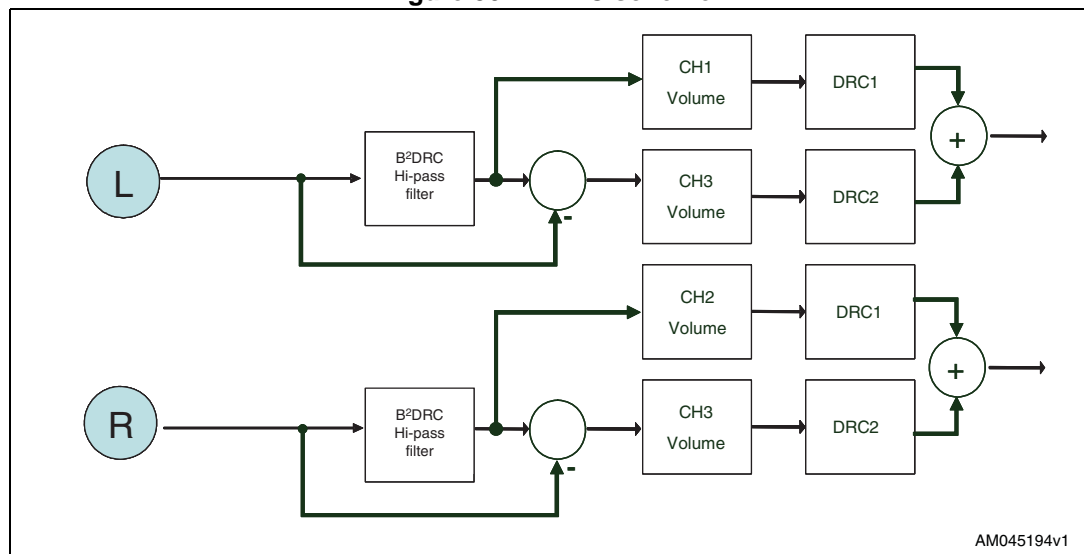 CH1
Volume
DRC1
+
L
B²DRC
Hi-pass
filter
-
CH3
Volume
DRC2
CH2
Volume
DRC1
+
R
B²DRC
Hi-pass
filter
-
CH3
Volume
DRC2
AM045194v1